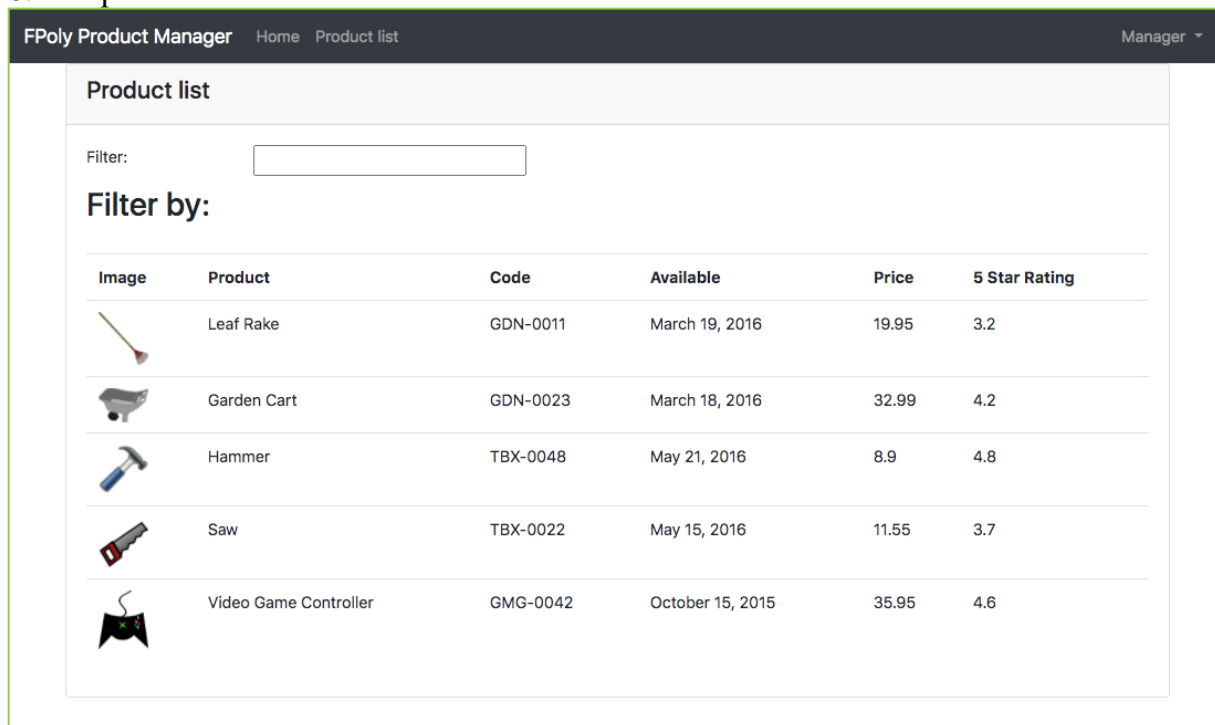 FPoly Product Manager Home Product list Manager
Product list
Filter:
Filter by:
Image Product Code Available Price 5 Star Rating
Leaf Rake GDN-0011 March 19, 2016 19.95 3.2
Garden Cart GDN-0023 March 18, 2016 32.99 4.2
Hammer TBX-0048 May 21, 2016 8.9 4.8
Saw TBX-0022 May 15, 2016 11.55 3.7
Video Game Controller GMG-0042 October 15, 2015 35.95 4.6